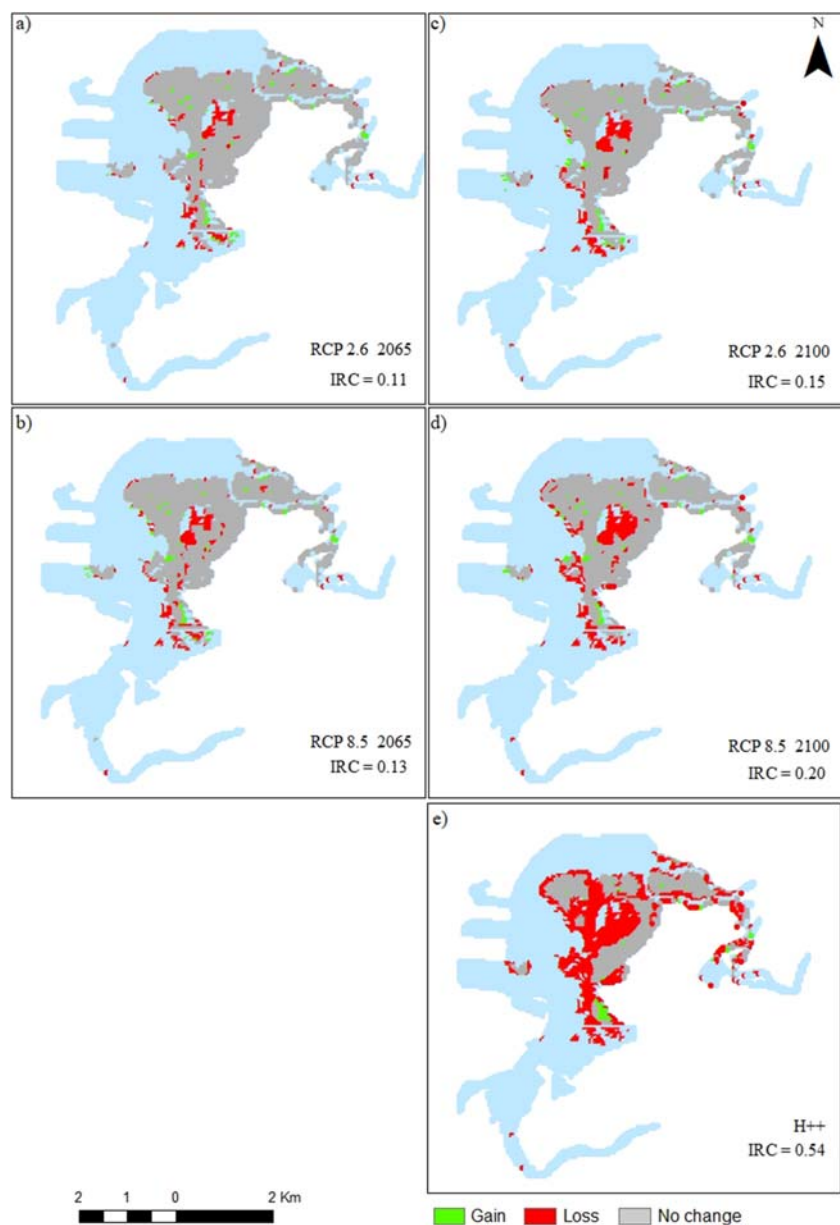 a)
RCP 2.6 2065
IRC = 0.11
c)
N
RCP 2.6 2100
IRC = 0.15
b)
RCP 8.5 2065
IRC = 0.13
d)
RCP 8.5 2100
IRC = 0.20
e)
H++
IRC = 0.54
2 1 0 2 Km
Gain Loss No change